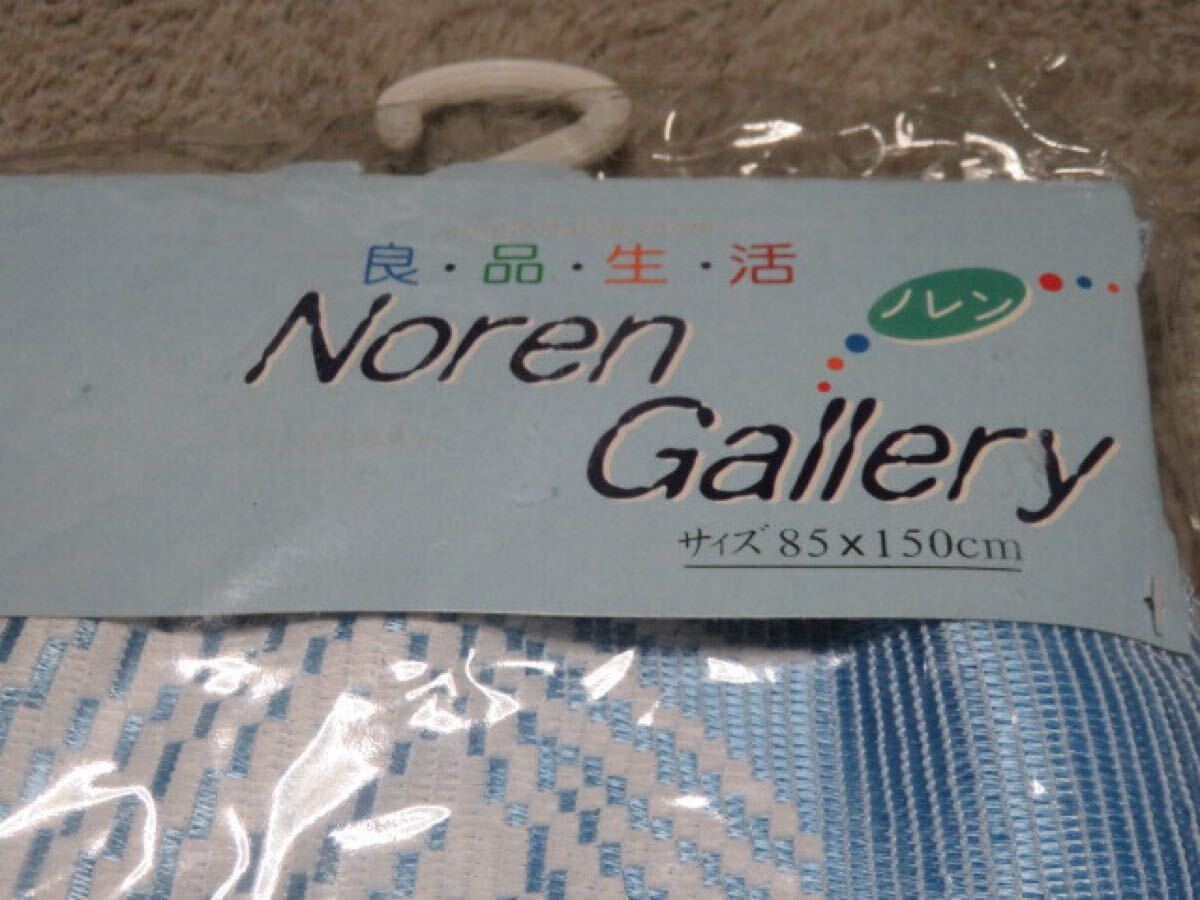 良・品・生・活
ノレン
Noren
Gallery
サイズ 85×150cm